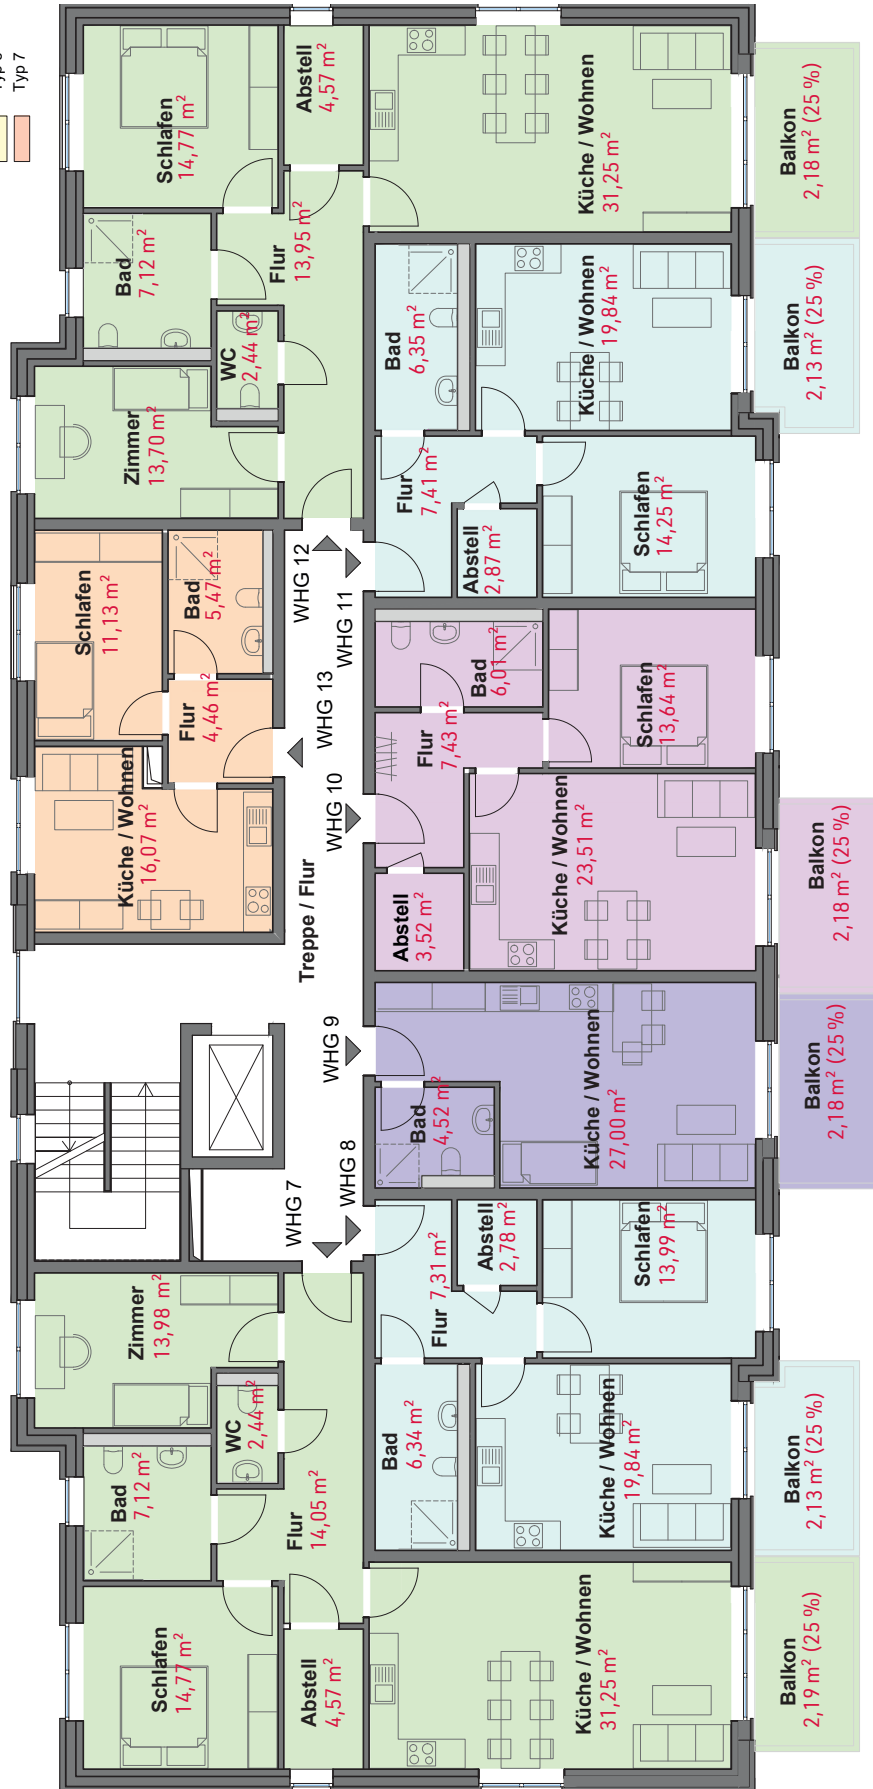 Typ 7
Schlafen
14,77 m²
Abstell
4,57 m²
Küche / Wohnen
31,25 m²
Balkon
2,18 m² (25 %)
Bad
7,12 m²
Flur
13,95 m²
WC
2,44 m²
Zimmer
13,70 m²
Bad
6,35 m²
Küche / Wohnen
19,84 m²
Balkon
2,13 m² (25 %)
Flur
7,41 m²
Abstell
2,87 m²
Schlafen
14,25 m²
WHG 12
WHG 11
Schlafen
11,13 m²
Bad
5,47 m²
Flur
4,46 m²
Küche / Wohnen
16,07 m²
WHG 13
WHG 10
Treppe / Flur
Bad
6,01 m²
Flur
7,43 m²
Schlafen
13,64 m²
Abstell
3,52 m²
Küche / Wohnen
23,51 m²
Balkon
2,18 m² (25 %)
WHG 9
Bad
4,52 m²
Küche / Wohnen
27,00 m²
Balkon
2,18 m² (25 %)
WHG 8
WHG 7
Flur
7,31 m²
Abstell
2,78 m²
Schlafen
13,99 m²
Bad
6,34 m²
Küche / Wohnen
19,84 m²
Balkon
2,13 m² (25 %)
Zimmer
13,98 m²
WC
2,44 m²
Bad
7,12 m²
Flur
14,05 m²
Schlafen
14,77 m²
Abstell
4,57 m²
Küche / Wohnen
31,25 m²
Balkon
2,19 m² (25 %)